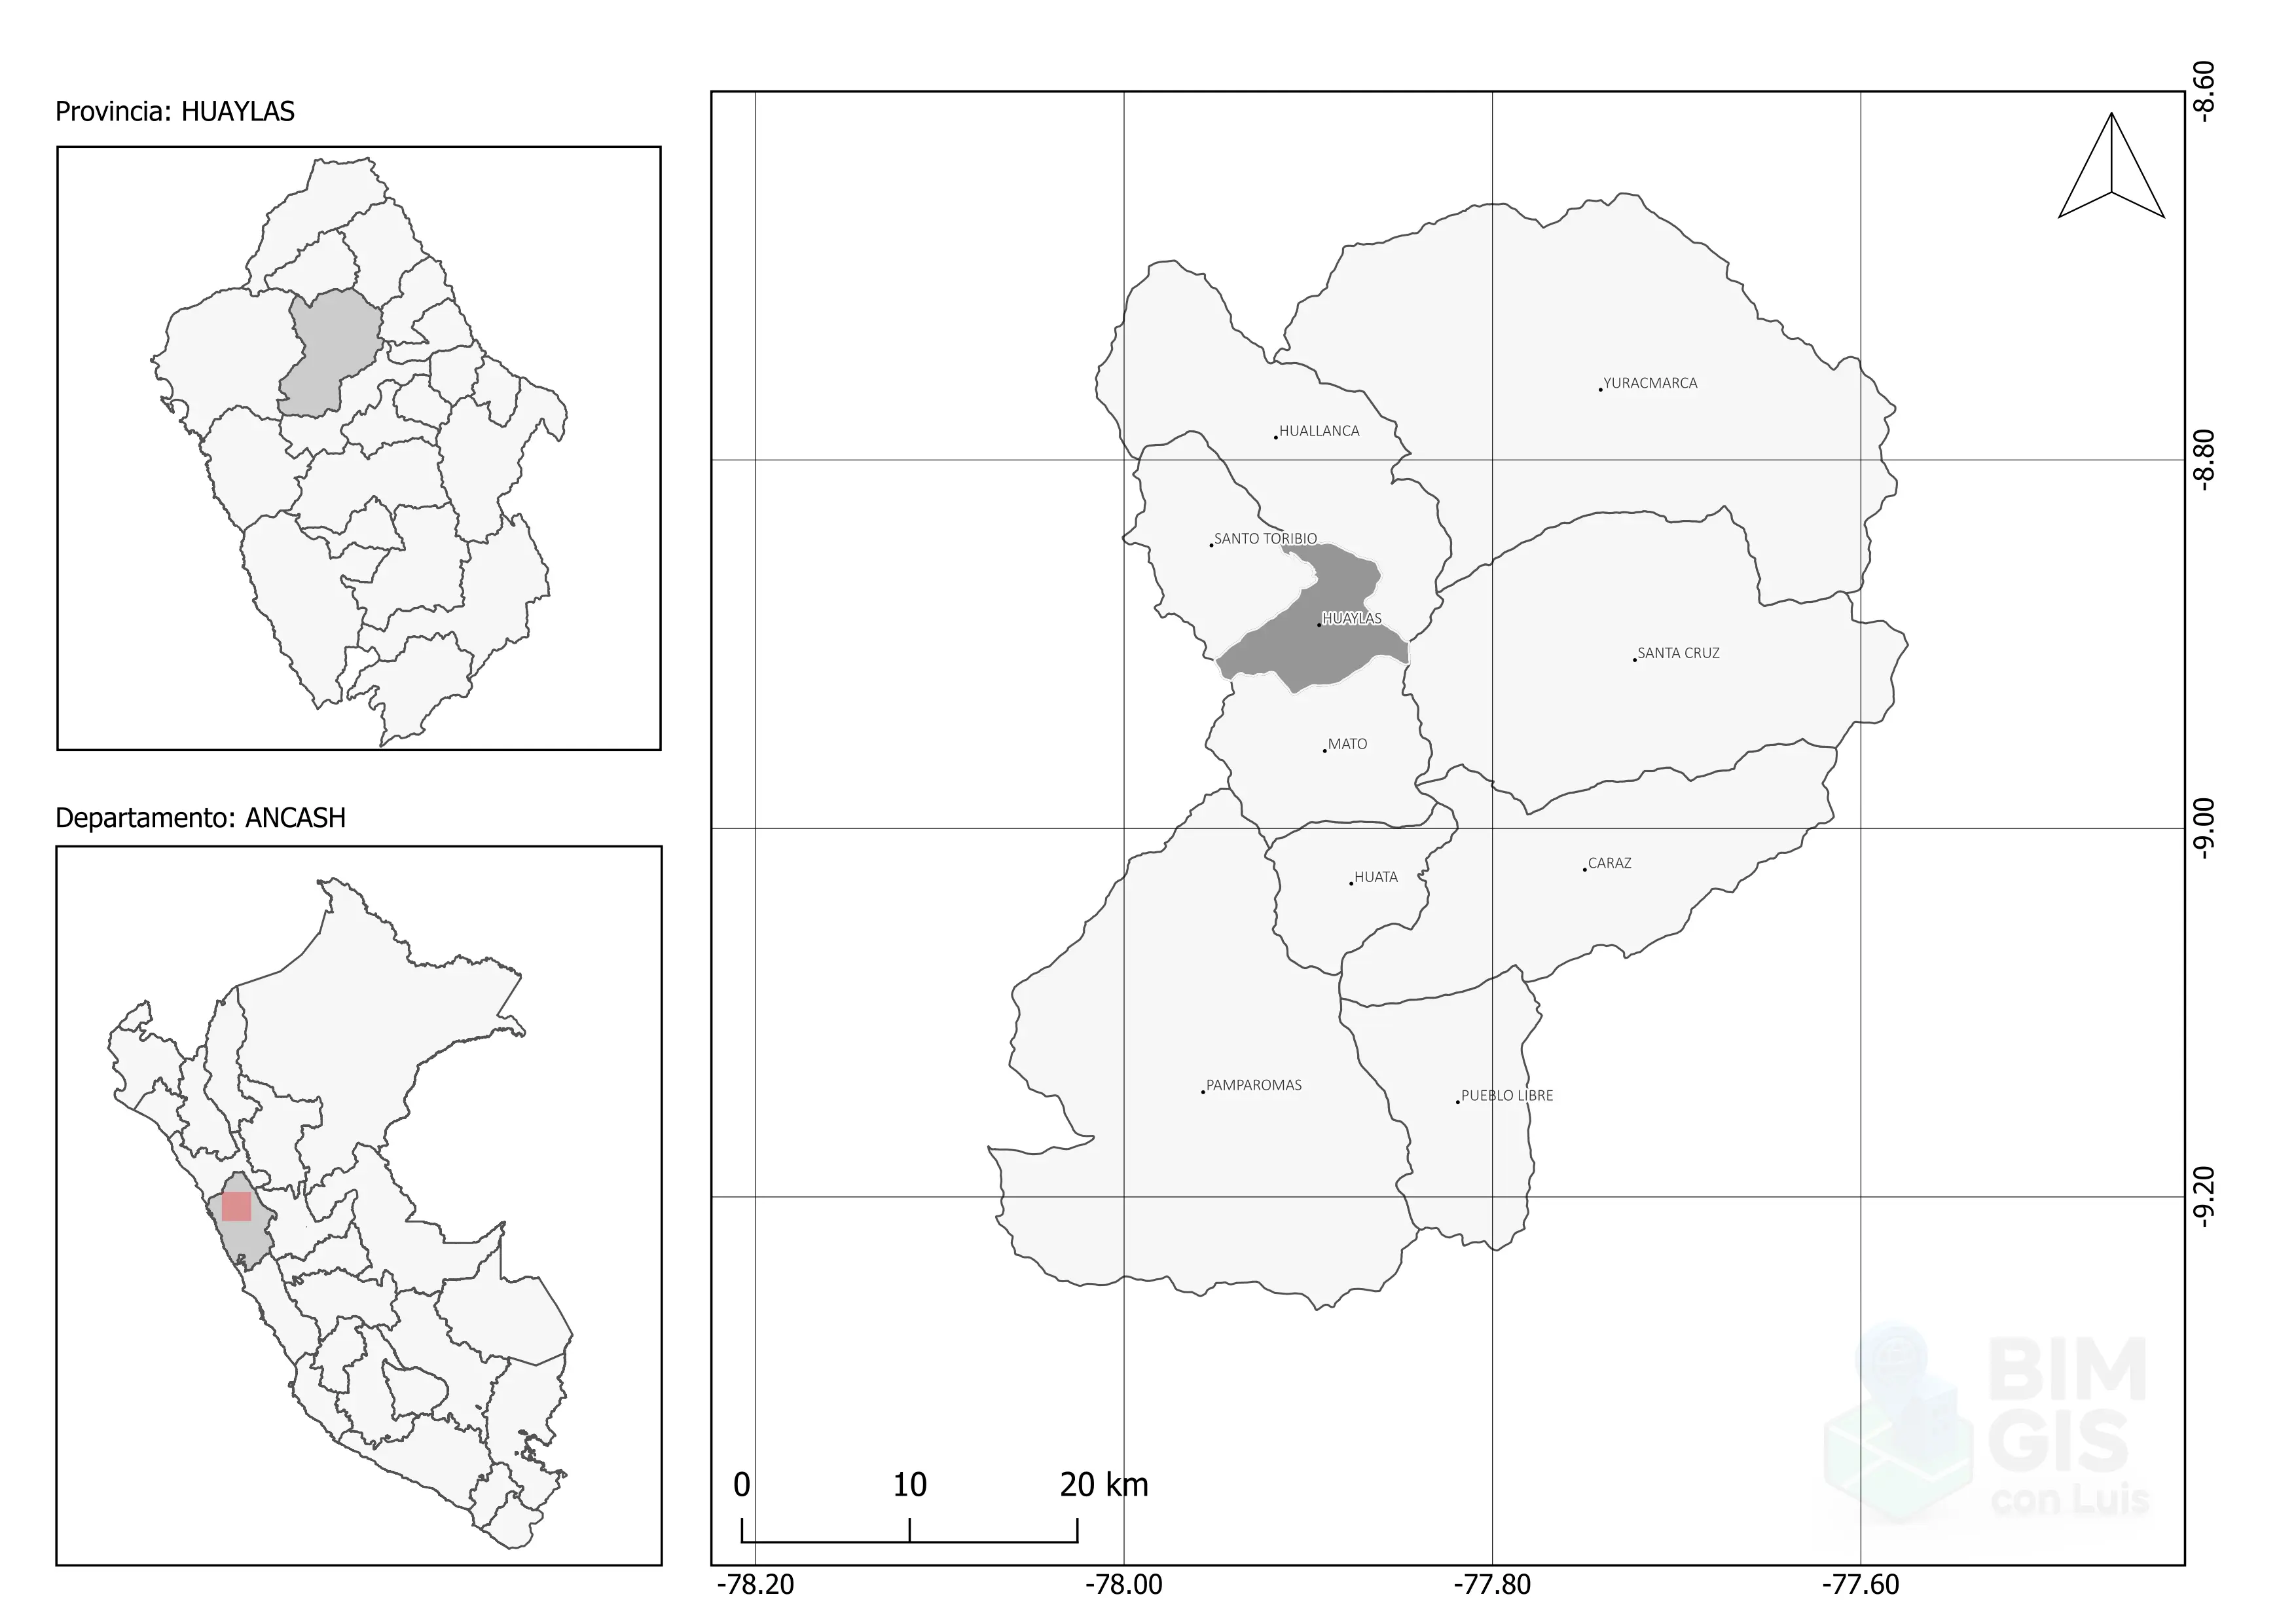 Provincia: HUAYLAS
Departamento: ANCASH
-8.60
YURACMARCA
HUALLANCA
-8.80
SANTO TORIBIO
HUAYLAS
SANTA CRUZ
MATO
-9.00
CARAZ
HUATA
PAMPAROMAS
PUEBLO LIBRE
-9.20
BIM
GIS
con Luis
0 10 20 km
-78.20 -78.00 -77.80 -77.60